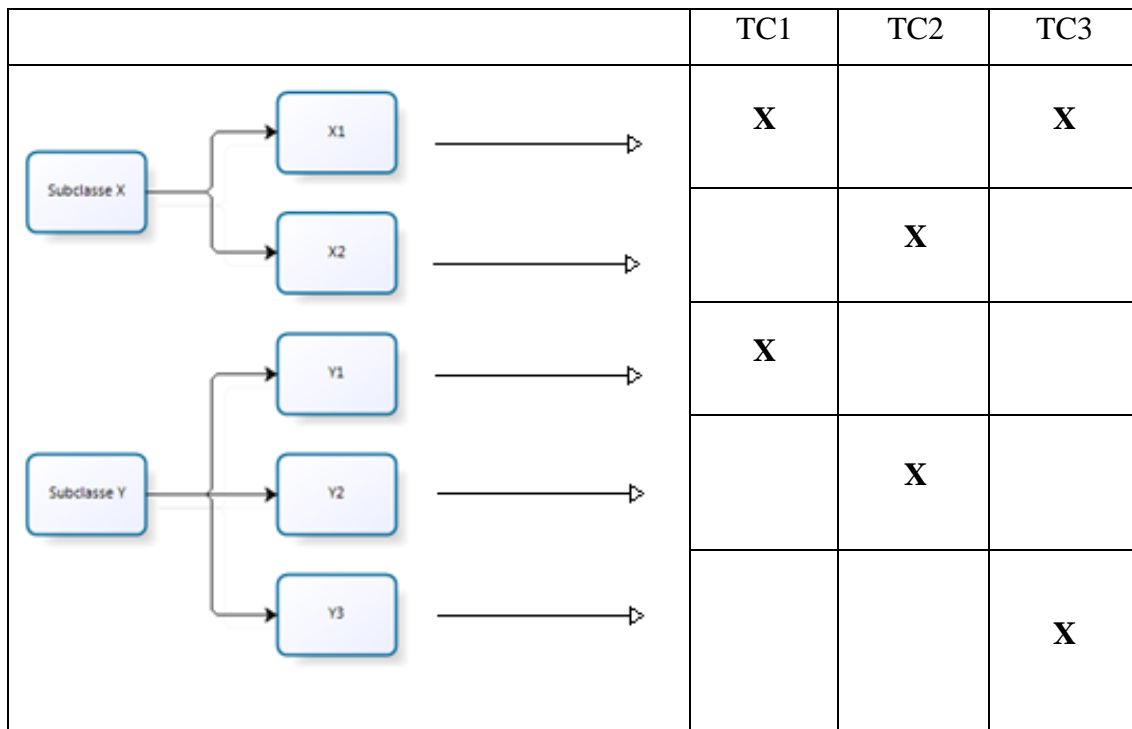 TC1 TC2 TC3
X1 X X
Subclasse X
X2 X
Y1 X
Subclasse Y Y2 X
Y3 X